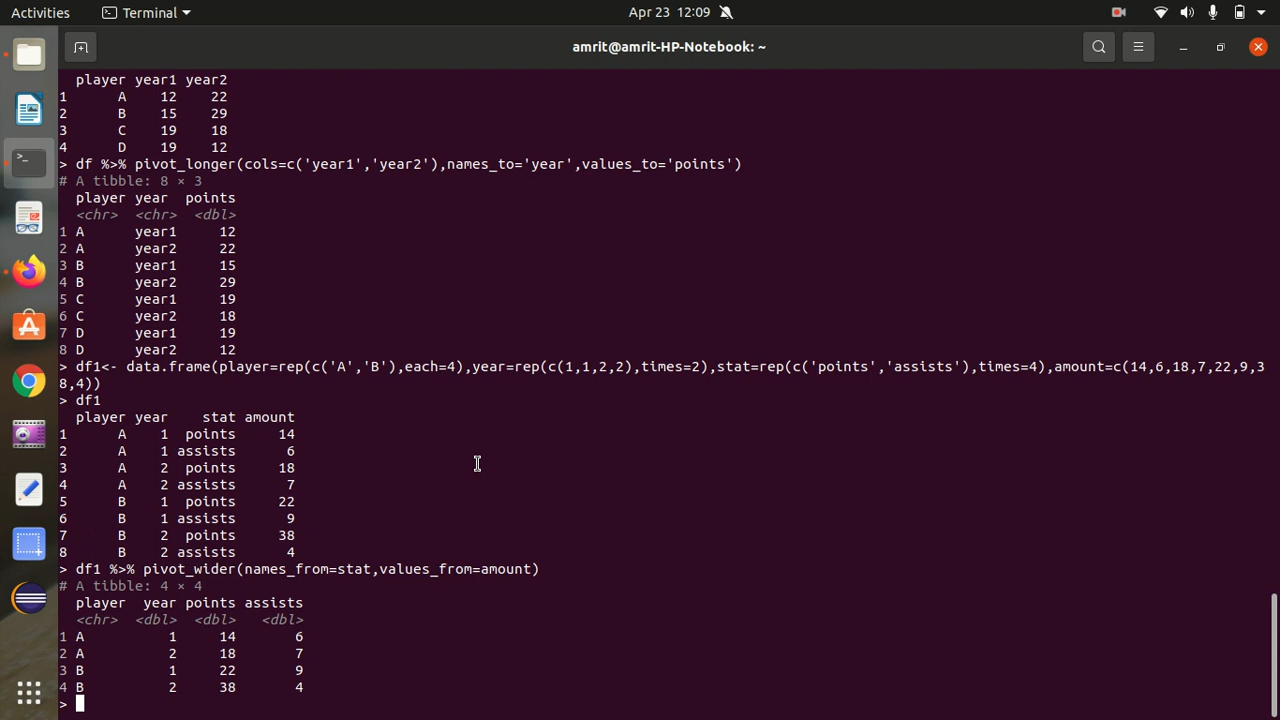 Activities Terminal Apr 23 12:09
amrit@amrit-HP-Notebook: ~
player year1 year2
1 A 12 22
2 B 15 29
3 C 19 18
4 D 19 12
> df %>% pivot_longer(cols=c('year1','year2'),names_to='year',values_to='points')
# A tibble: 8 × 3
player year points
<chr> <chr> <dbl>
1 A year1 12
2 A year2 22
3 B year1 15
4 B year2 29
5 C year1 19
6 C year2 18
7 D year1 19
8 D year2 12
> df1<- data.frame(player=rep(c('A','B'),each=4),year=rep(c(1,1,2,2),times=2),stat=rep(c('points','assists'),times=4),amount=c(14,6,18,7,22,9,3
8,4))
> df1
player year stat amount
1 A 1 points 14
2 A 1 assists 6
3 A 2 points 18
4 A 2 assists 7
5 B 1 points 22
6 B 1 assists 9
7 B 2 points 38
8 B 2 assists 4
> df1 %>% pivot_wider(names_from=stat,values_from=amount)
# A tibble: 4 × 4
player year points assists
<chr> <dbl> <dbl> <dbl>
1 A 1 14 6
2 A 2 18 7
3 B 1 22 9
4 B 2 38 4
>